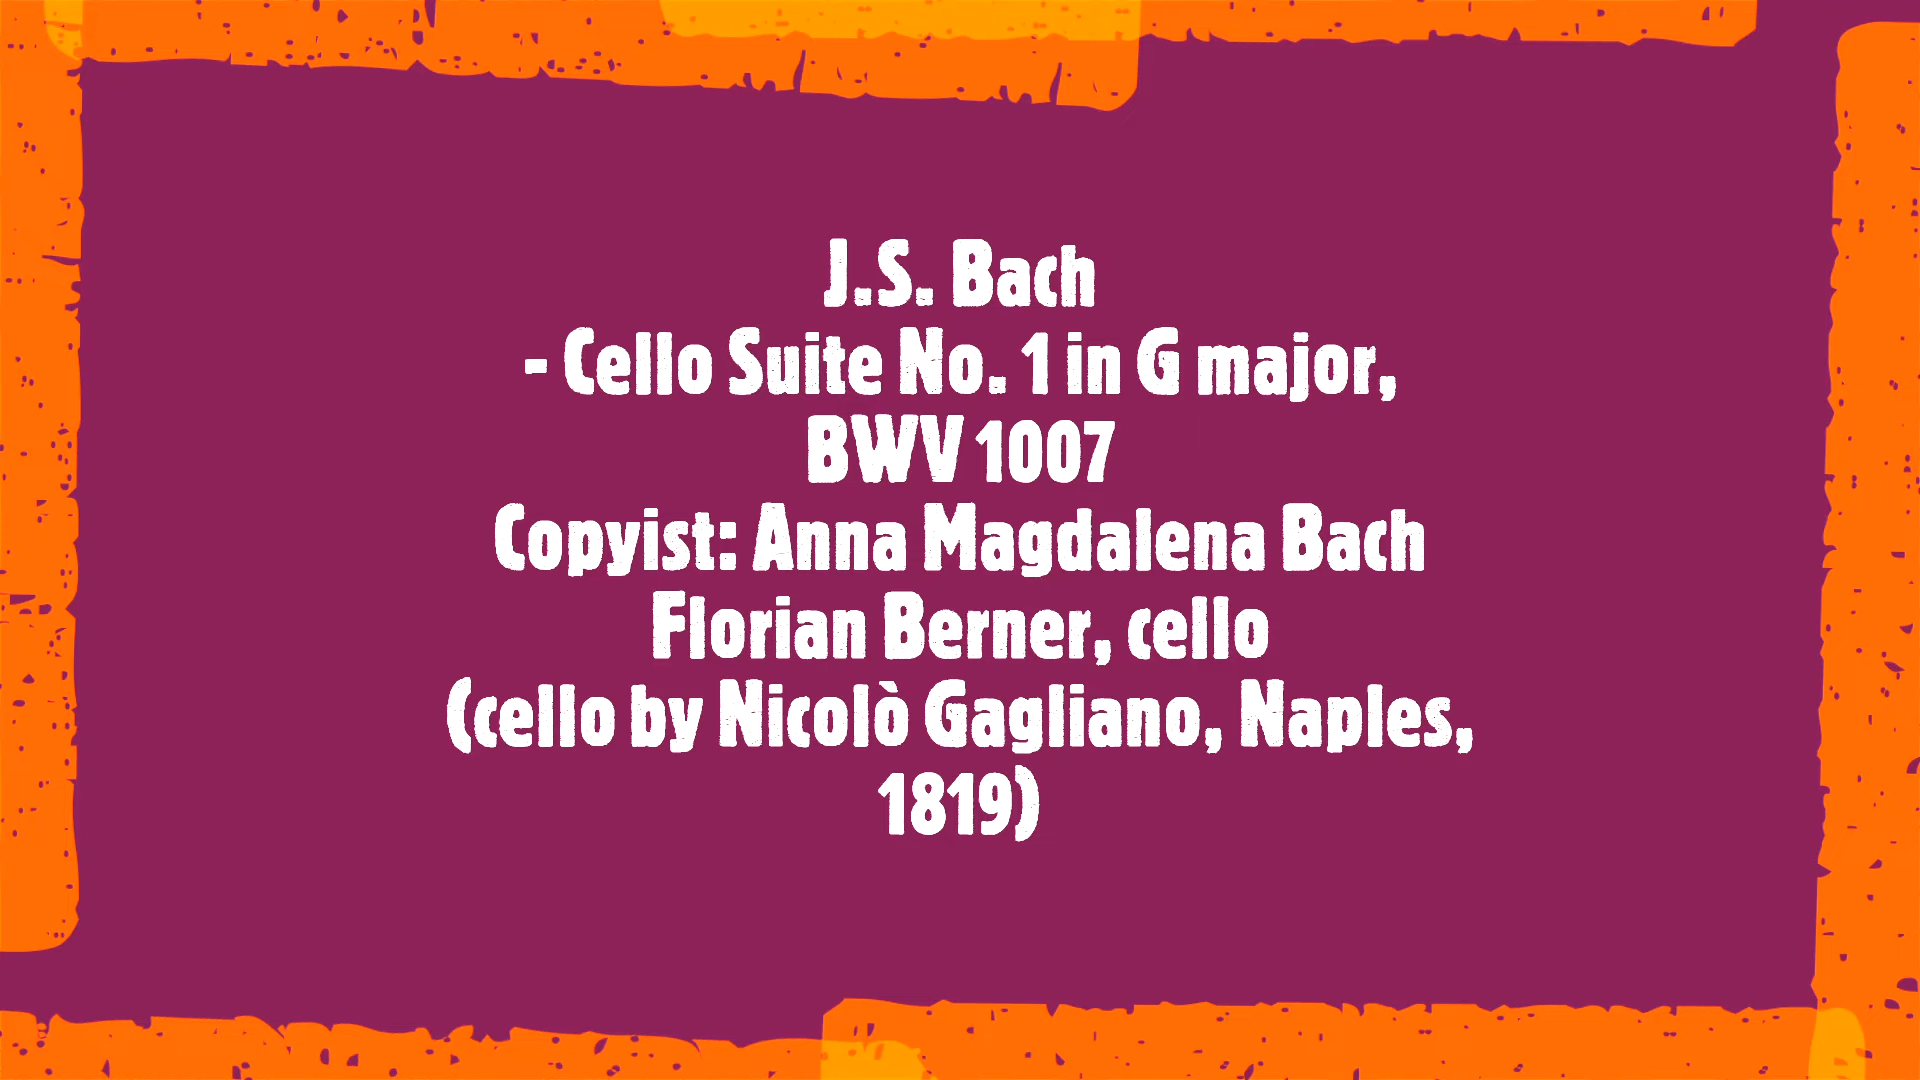 J.S. Bach
- Cello Suite No. 1 in G major,
BWV 1007
Copyist: Anna Magdalena Bach
Florian Berner, cello
(cello by Nicolò Gagliano, Naples,
1819)